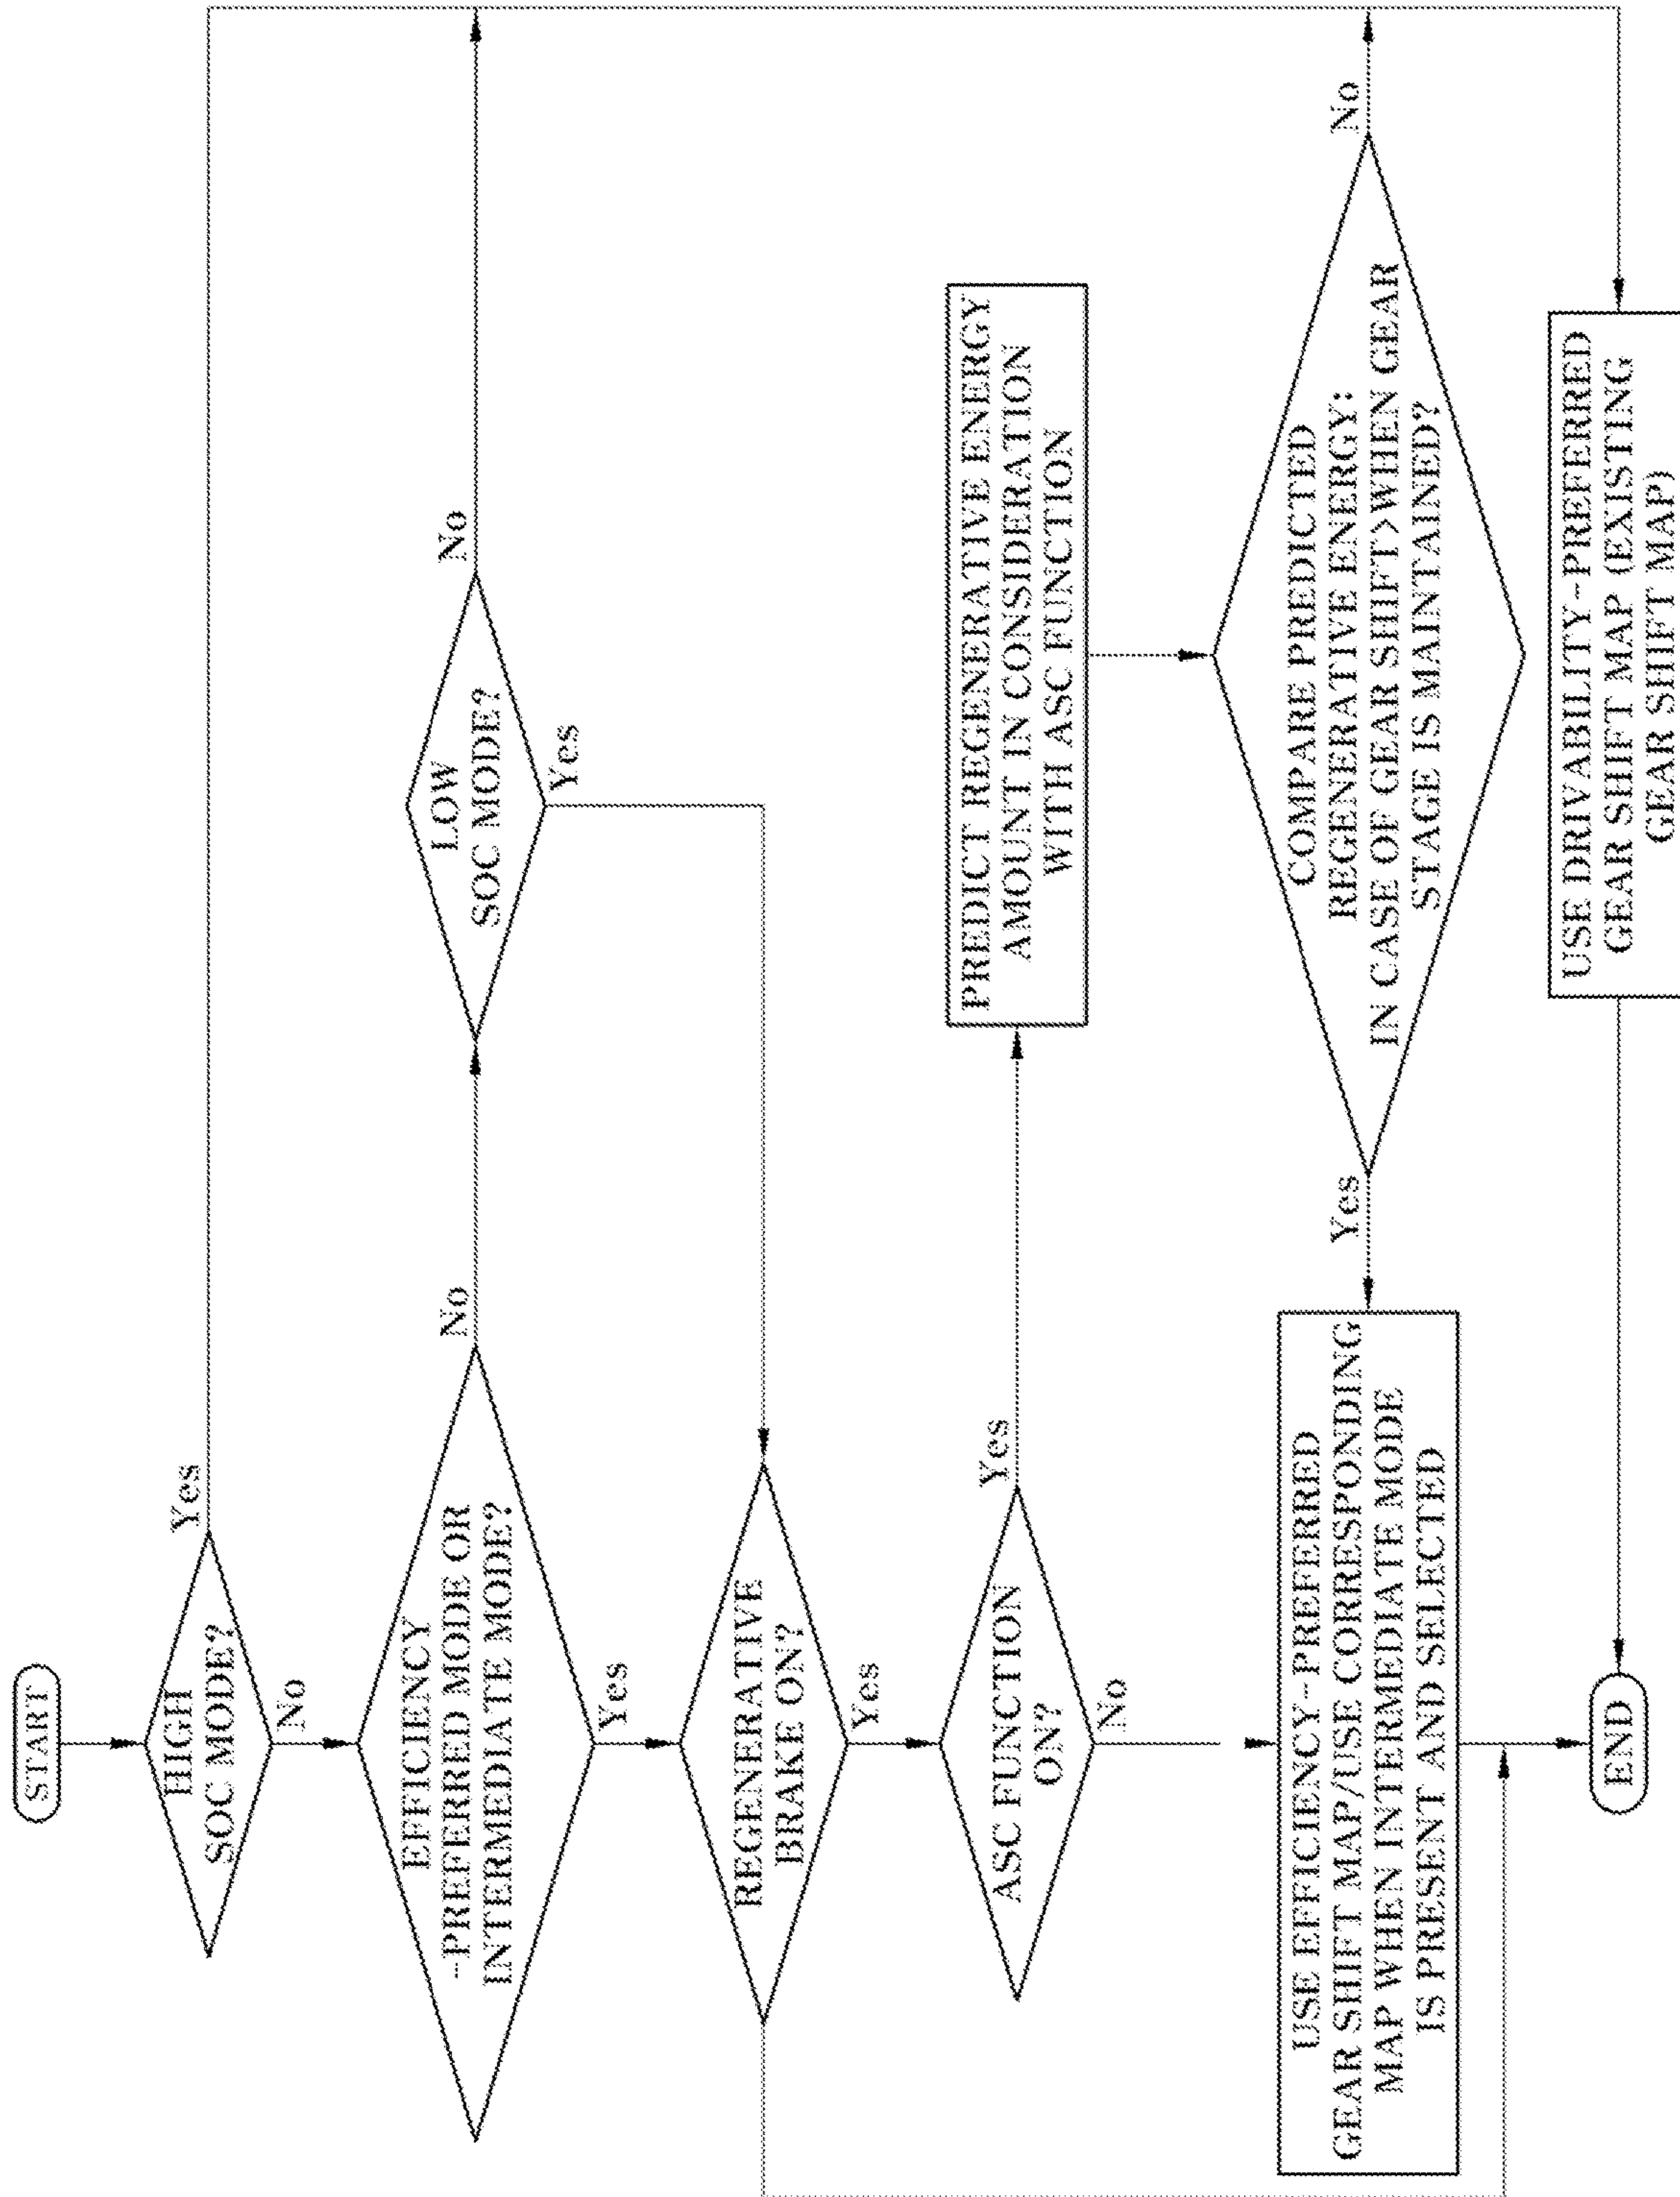 START
HIGH
SOC MODE?
Yes
No
EFFICIENCY
-PREFERRED MODE OR
INTERMEDIATE MODE?
No
Yes
LOW
SOC MODE?
No
Yes
REGENERATIVE
BRAKE ON?
Yes
ASC FUNCTION
ON?
Yes
No
PREDICT REGENERATIVE ENERGY
AMOUNT IN CONSIDERATION
WITH ASC FUNCTION
COMPARE PREDICTED
REGENERATIVE ENERGY:
IN CASE OF GEAR SHIFT>WHEN GEAR
STAGE IS MAINTAINED?
Yes
No
USE EFFICIENCY-PREFERRED
GEAR SHIFT MAP/USE CORRESPONDING
MAP WHEN INTERMEDIATE MODE
IS PRESENT AND SELECTED
USE DRIVABILITY-PREFERRED
GEAR SHIFT MAP (EXISTING
GEAR SHIFT MAP)
END